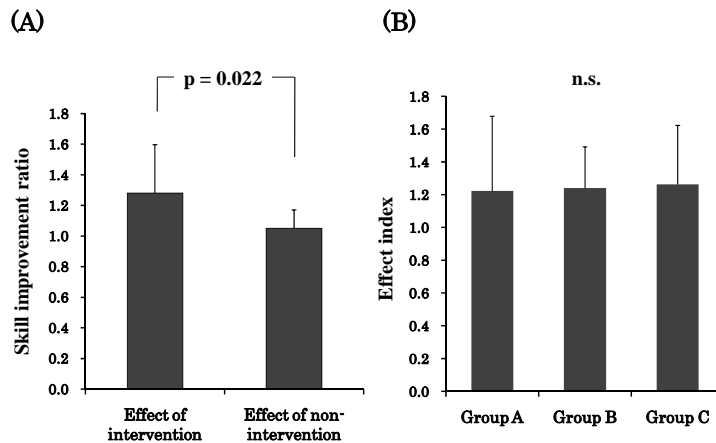 (A)
p = 0.022
Skill improvement ratio
1.8
1.6
1.4
1.2
1.0
0.8
0.6
0.4
0.2
0.0
Effect of
intervention
Effect of non-
intervention
(B)
n.s.
Effect index
1.8
1.6
1.4
1.2
1.0
0.8
0.6
0.4
0.2
0.0
Group A
Group B
Group C